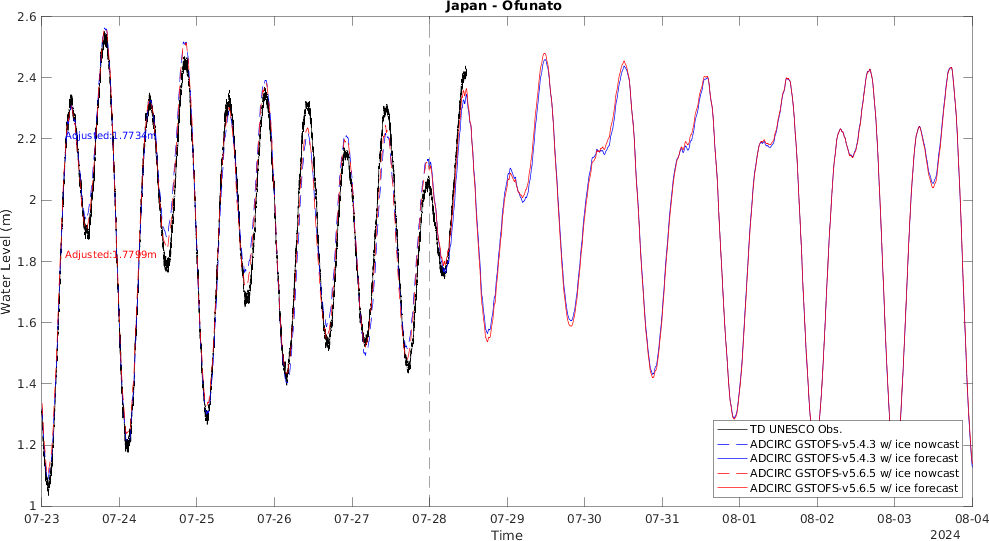 Japan - Ofunato
2.6
2.4
2.2
2
1.8
1.6
1.4
1.2
1
Water Level (m)
Adjusted:1.7734m
Adjusted:1.7799m
TD UNESCO Obs.
ADCIRC GSTOFS-v5.4.3 w/ ice nowcast
ADCIRC GSTOFS-v5.4.3 w/ ice forecast
ADCIRC GSTOFS-v5.6.5 w/ ice nowcast
ADCIRC GSTOFS-v5.6.5 w/ ice forecast
07-23 07-24 07-25 07-26 07-27 07-28 07-29 07-30 07-31 08-01 08-02 08-03 08-04
Time
2024